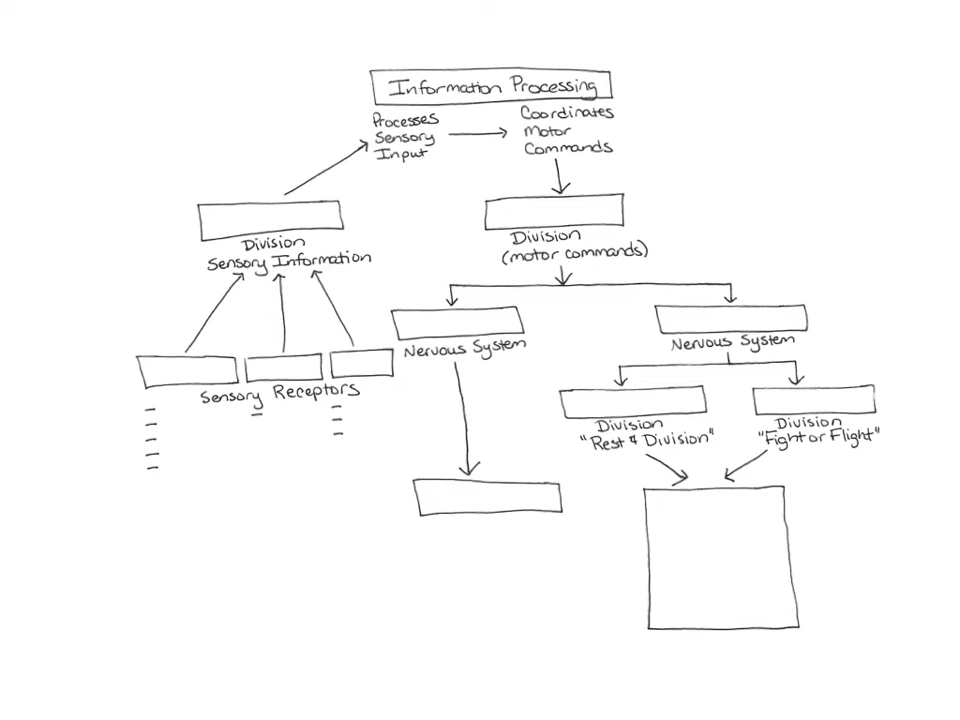 Information Processing
Processes
Sensory
Input
Coordinates
Motor
Commands
Division
Sensory Information
Division
(motor commands)
Nervous System
Nervous System
Sensory Receptors
Division
"Rest & Division"
Division
"Fight or Flight"